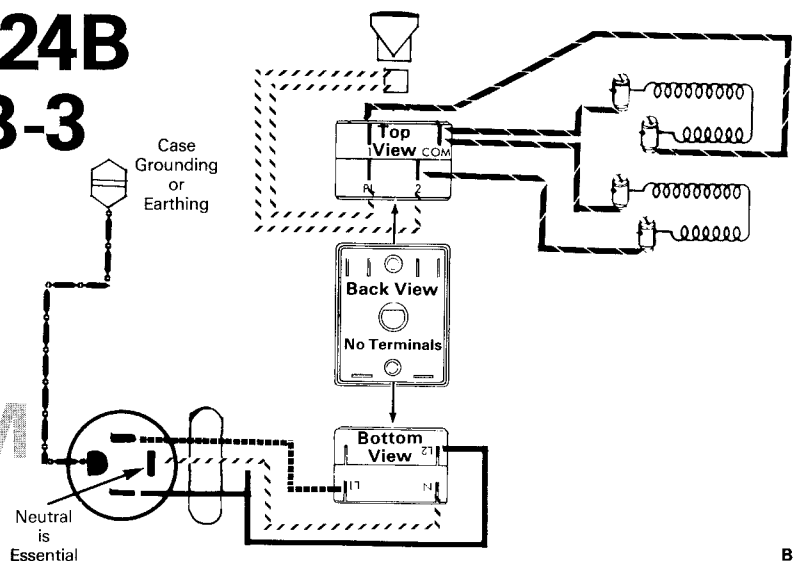 24B
B-3
Case
Grounding
or
Earthing
Top
View
1
COM
PL
2
Back View
No Terminals
Bottom
View
L2
L1
N
Neutral
is
Essential
B